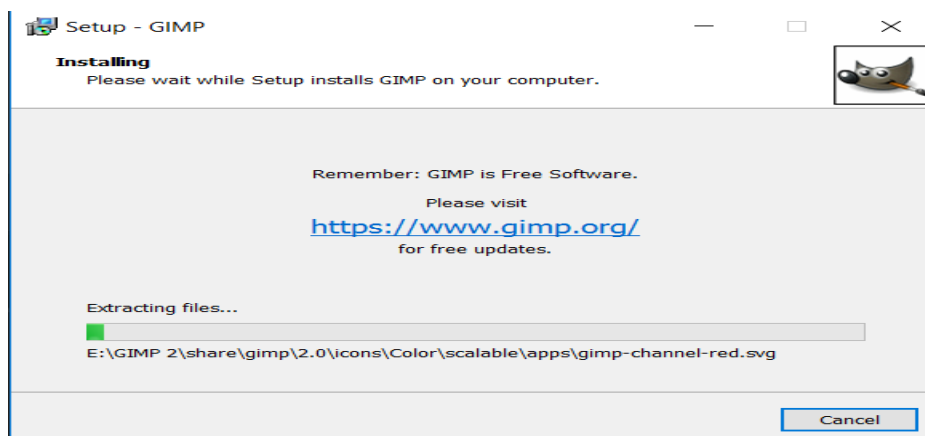 Setup - GIMP
Installing
Please wait while Setup installs GIMP on your computer.
Remember: GIMP is Free Software.
Please visit
https://www.gimp.org/
for free updates.
Extracting files...
E:\GIMP 2\share\gimp\2.0\icons\Color\scalable\apps\gimp-channel-red.svg
Cancel